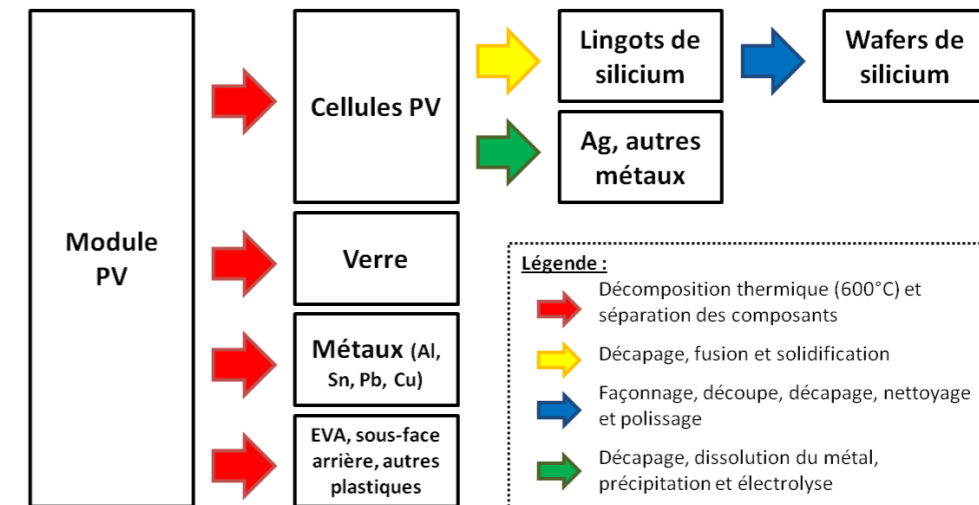 Module
PV
Cellules PV
Lingots de
silicium
Wafers de
silicium
Ag, autres
métaux
Verre
Métaux (Al,
Sn, Pb, Cu)
EVA, sous-face
arrière, autres
plastiques
Légende :
Décomposition thermique (600°C) et
séparation des composants
Décapage, fusion et solidification
Façonnage, découpe, décapage, nettoyage
et polissage
Décapage, dissolution du métal,
précipitation et électrolyse